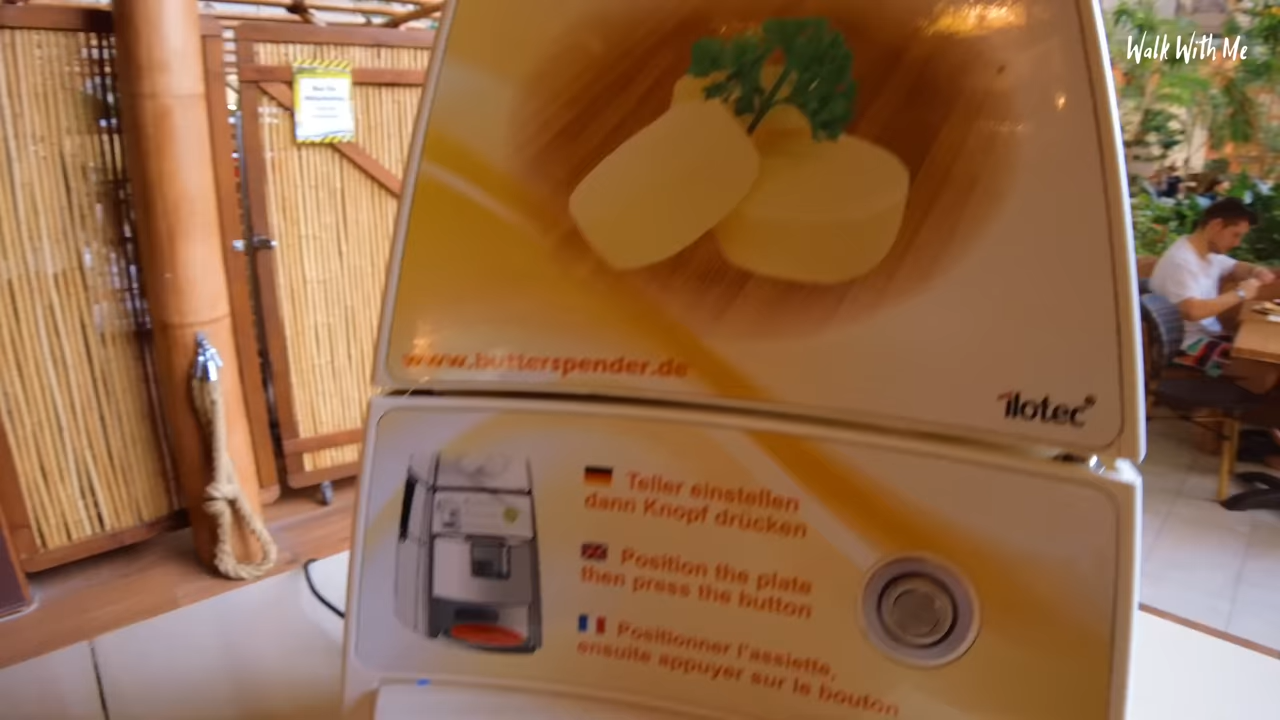 Walk With Me
www.butterspender.de
ilotec
Teller einstellen
dann Knopf drücken
Position the plate
then press the button
Positionner l'assiette,
ensuite appuyer sur le bouton